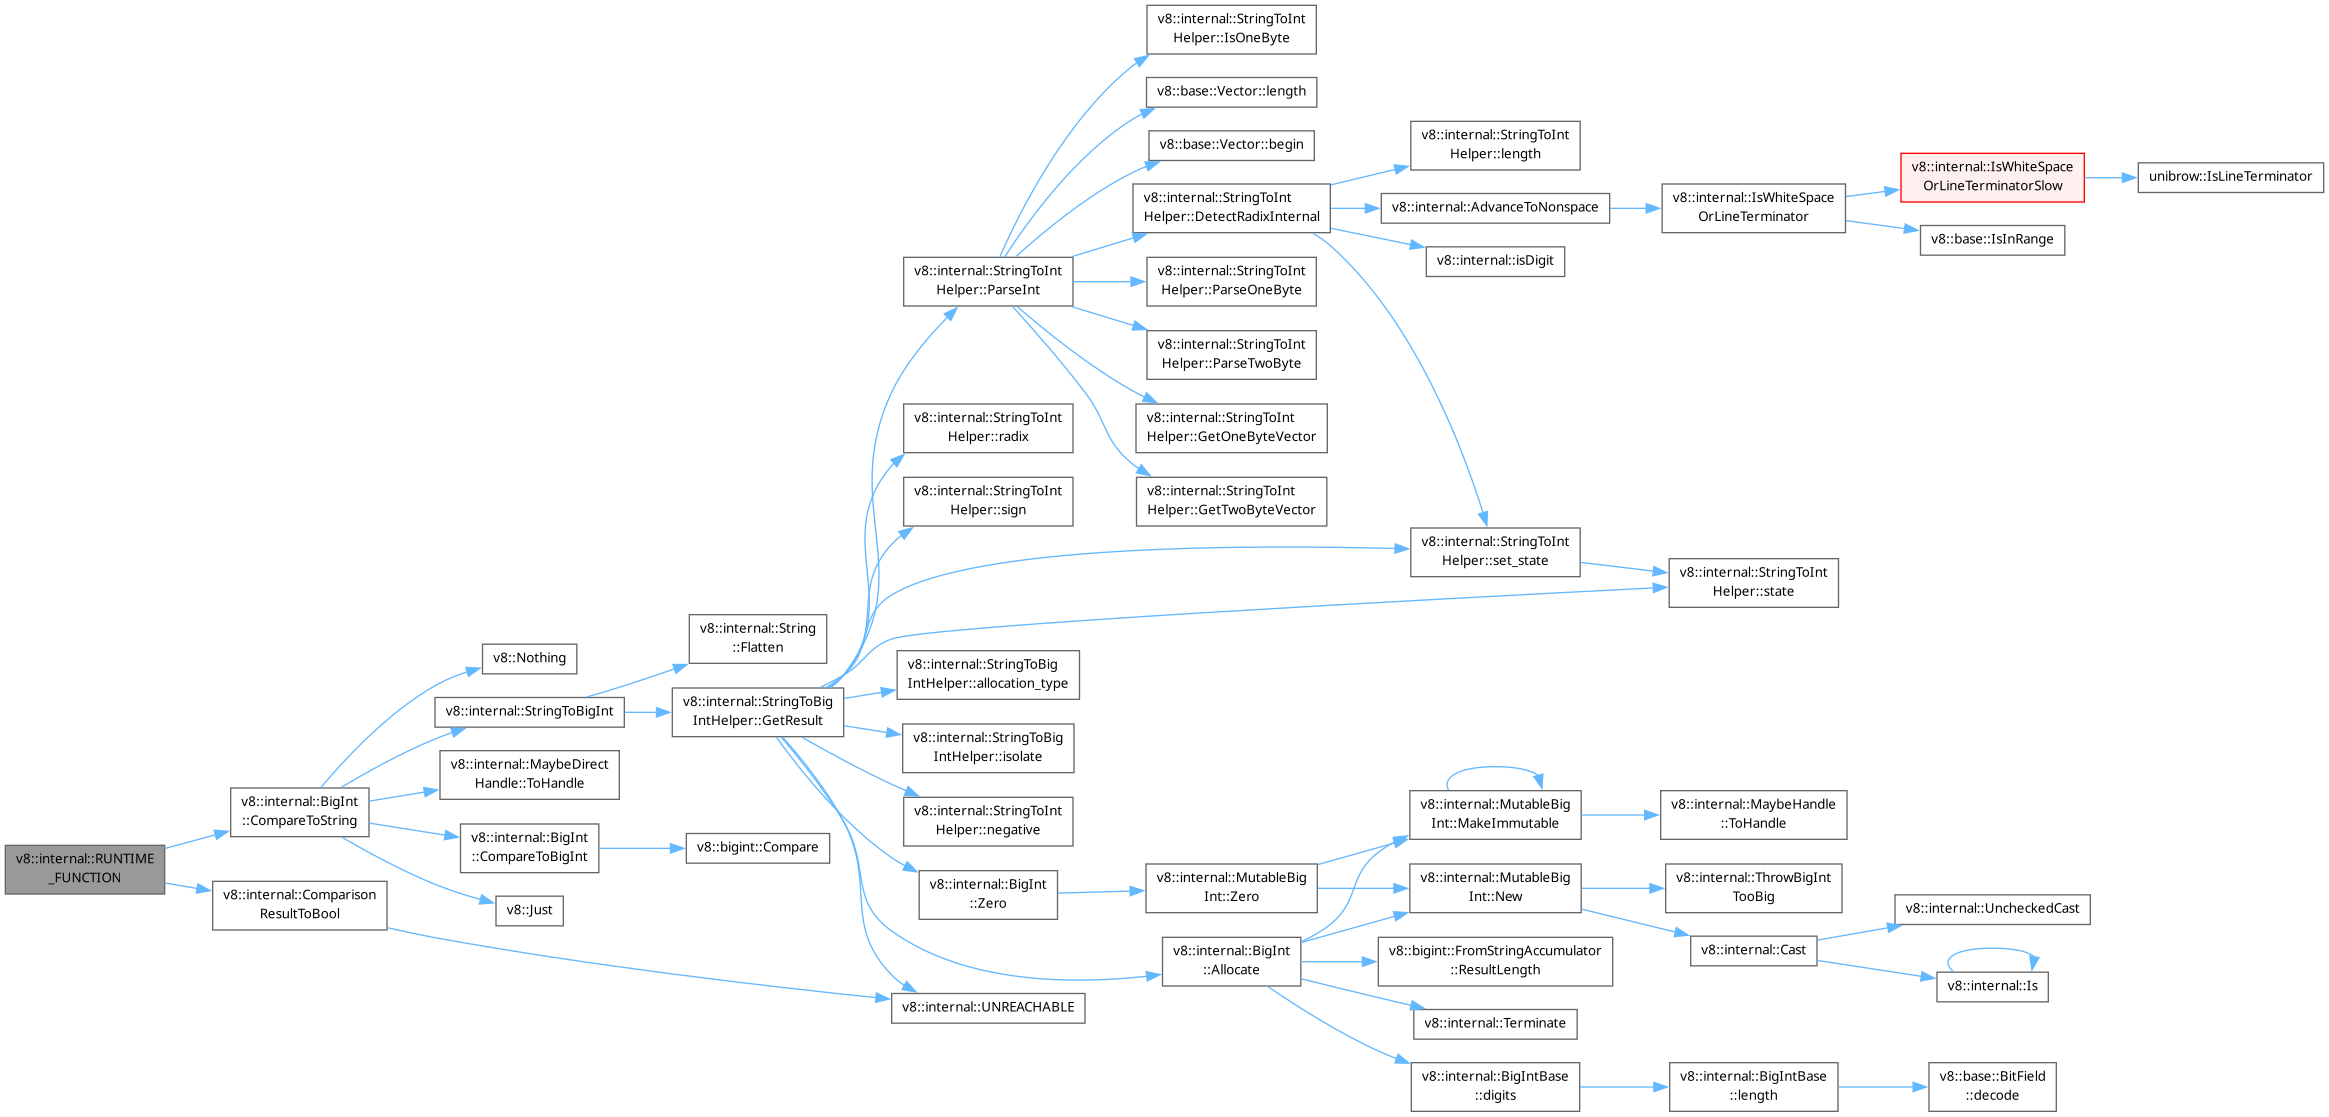 v8::internal::RUNTIME
_FUNCTION
v8::internal::BigInt
::CompareToString
v8::internal::Comparison
ResultToBool
v8::Nothing
v8::internal::StringToBigInt
v8::internal::MaybeDirect
Handle::ToHandle
v8::internal::BigInt
::CompareToBigInt
v8::Just
v8::internal::String
::Flatten
v8::internal::StringToBig
IntHelper::GetResult
v8::bigint::Compare
v8::internal::StringToInt
Helper::ParseInt
v8::internal::StringToInt
Helper::radix
v8::internal::StringToInt
Helper::sign
v8::internal::StringToBig
IntHelper::allocation_type
v8::internal::StringToBig
IntHelper::isolate
v8::internal::StringToInt
Helper::negative
v8::internal::BigInt
::Zero
v8::internal::UNREACHABLE
v8::internal::StringToInt
Helper::IsOneByte
v8::base::Vector::length
v8::base::Vector::begin
v8::internal::StringToInt
Helper::DetectRadixInternal
v8::internal::StringToInt
Helper::ParseOneByte
v8::internal::StringToInt
Helper::ParseTwoByte
v8::internal::StringToInt
Helper::GetOneByteVector
v8::internal::StringToInt
Helper::GetTwoByteVector
v8::internal::MutableBig
Int::Zero
v8::internal::BigInt
::Allocate
v8::internal::StringToInt
Helper::length
v8::internal::AdvanceToNonspace
v8::internal::isDigit
v8::internal::StringToInt
Helper::set_state
v8::internal::MutableBig
Int::MakeImmutable
v8::internal::MutableBig
Int::New
v8::bigint::FromStringAccumulator
::ResultLength
v8::internal::Terminate
v8::internal::BigIntBase
::digits
v8::internal::IsWhiteSpace
OrLineTerminator
v8::internal::StringToInt
Helper::state
v8::internal::MaybeHandle
::ToHandle
v8::internal::ThrowBigInt
TooBig
v8::internal::Cast
v8::internal::BigIntBase
::length
v8::internal::IsWhiteSpace
OrLineTerminatorSlow
v8::base::IsInRange
v8::internal::UncheckedCast
v8::internal::Is
v8::base::BitField
::decode
unibrow::IsLineTerminator